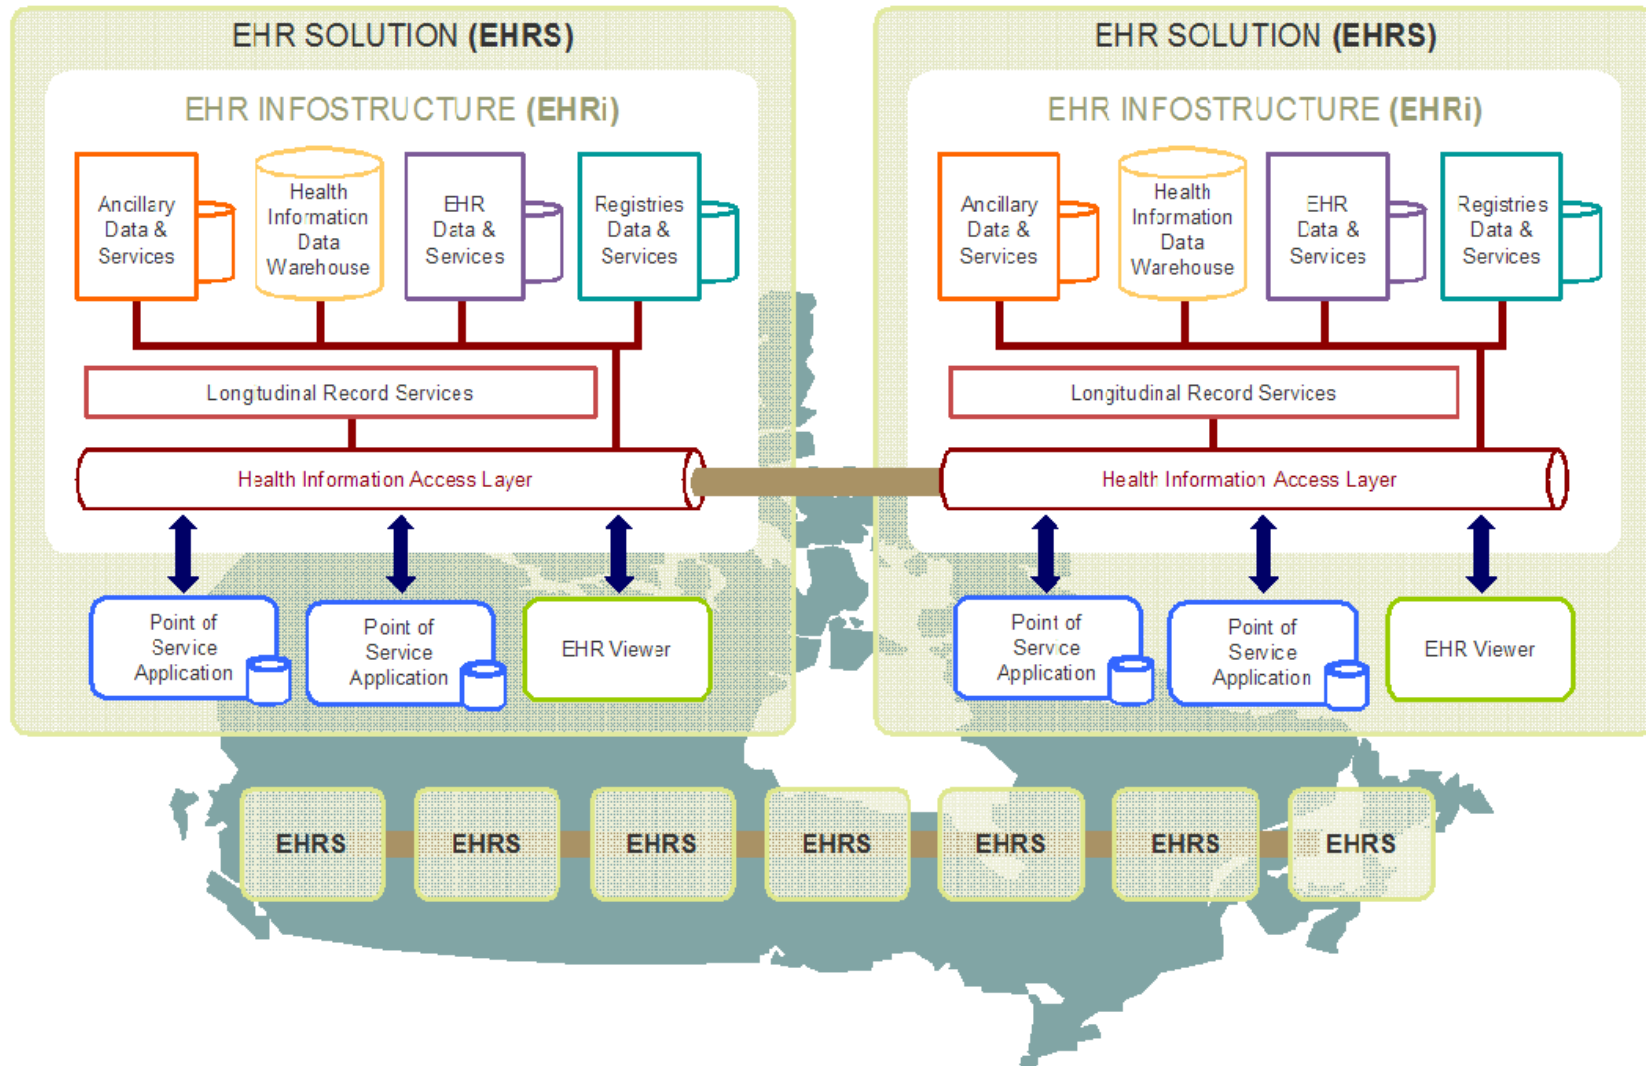 EHR SOLUTION (EHRS)
EHR INFOSTRUCTURE (EHRi)
Ancillary
Data &
Services
Health
Information
Data
Warehouse
EHR
Data &
Services
Registries
Data &
Services
Longtudinal Record Services
Health Information Access Layer
Point of
Service
Application
Point of
Service
Application
EHR Viewer
EHR SOLUTION (EHRS)
EHR INFOSTRUCTURE (EHRi)
Ancillary
Data &
Services
Health
Information
Data
Warehouse
EHR
Data &
Services
Registries
Data &
Services
Longitudinal Record Services
Health Information Access Layer
Point of
Service
Application
Point of
Service
Application
EHR Viewer
EHRS
EHRS
EHRS
EHRS
EHRS
EHRS
EHRS